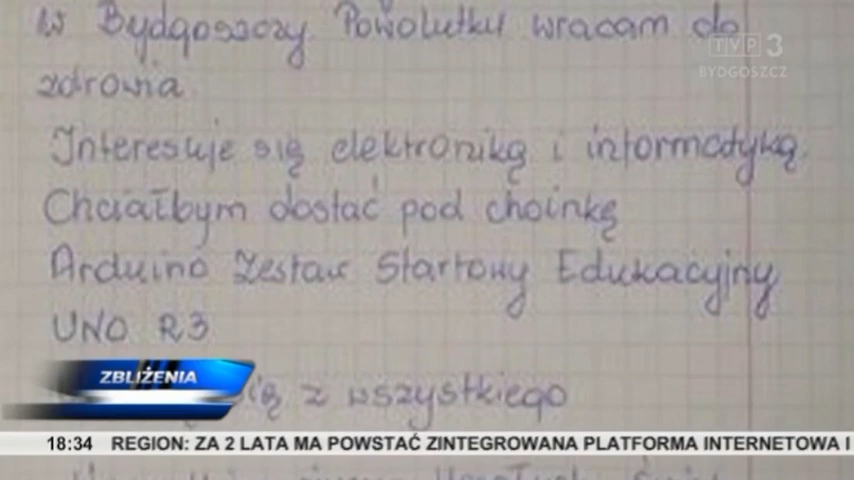 w Bydgoszczy. Powolutku wracam do
zdrowia.
Interesuje się elektroniką i informatyką.
Chciałbym dostać pod choinkę
Arduino Zestaw Startowy Edukacyjny
UNO R3
z wszystkiego
TVP 3
BYDGOSZCZ
ZBLIŻENIA
18:34 REGION: ZA 2 LATA MA POWSTAĆ ZINTEGROWANA PLATFORMA INTERNETOWA I